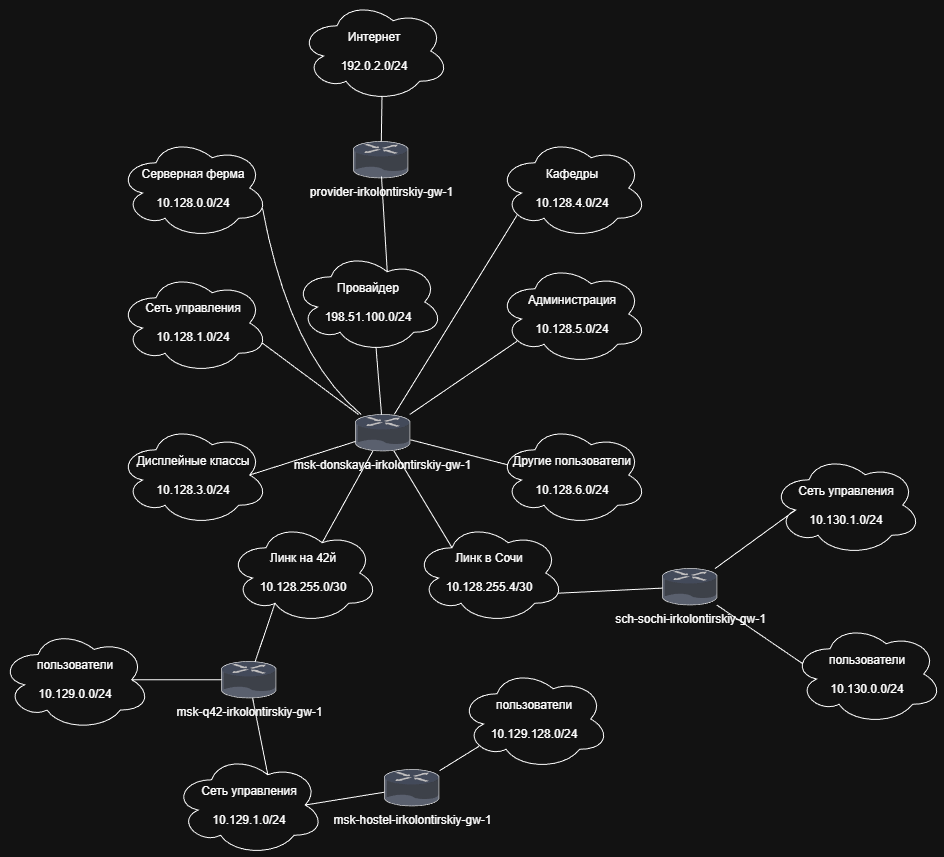 Интернет
192.0.2.0/24
provider-irkolontirskiy-gw-1
Серверная ферма
10.128.0.0/24
Кафедры
10.128.4.0/24
Провайдер
198.51.100.0/24
Сеть управления
10.128.1.0/24
Администрация
10.128.5.0/24
msk-donskaya-irkolontirskiy-gw-1
Дисплейные классы
10.128.3.0/24
Другие пользователи
10.128.6.0/24
Линк на 42й
10.128.255.0/30
Линк в Сочи
10.128.255.4/30
Сеть управления
10.130.1.0/24
sch-sochi-irkolontirskiy-gw-1
пользователи
10.130.0.0/24
пользователи
10.129.0.0/24
msk-q42-irkolontirskiy-gw-1
пользователи
10.129.128.0/24
Сеть управления
10.129.1.0/24
msk-hostel-irkolontirskiy-gw-1